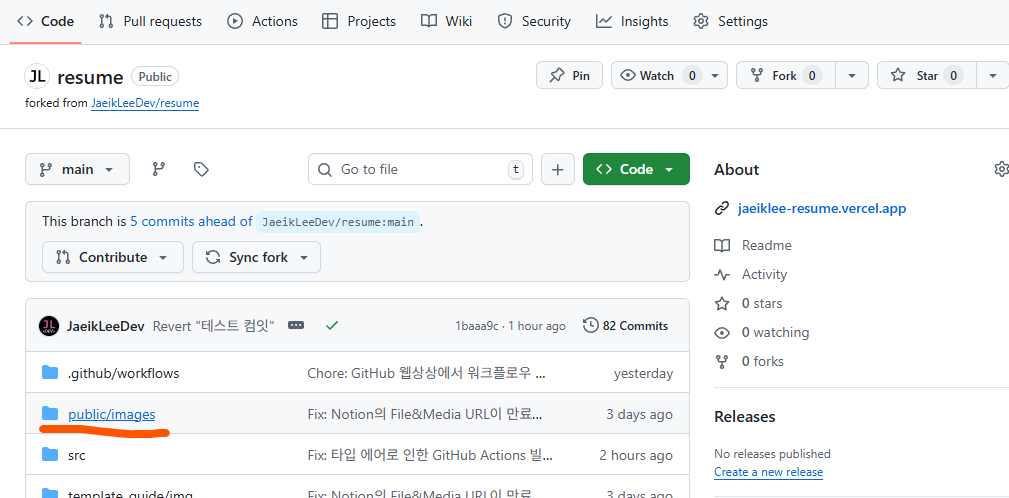 Code Pull requests Actions Projects Wiki Security Insights Settings
JL resume Public Pin Watch 0 Fork 0 Star 0
forked from JaeikLeeDev/resume
main Go to file t Code
This branch is 5 commits ahead of JaeikLeeDev/resume:main .
Contribute Sync fork
JL JaeikLeeDev Revert "테스트 컴잇" 1baaa9c · 1 hour ago 82 Commits
.github/workflows Chore: GitHub 웹상상에서 워크플로우 ... yesterday
public/images Fix: Notion의 File&Media URL이 만료... 3 days ago
src Fix: 타입 에어로 인한 GitHub Actions 빌... 2 hours ago
template_guide/img Fix: Notion의 File&Media URL이 만료... 3 days ago
About
jaeiklee-resume.vercel.app
Readme
Activity
0 stars
0 watching
0 forks
Releases
No releases published
Create a new release